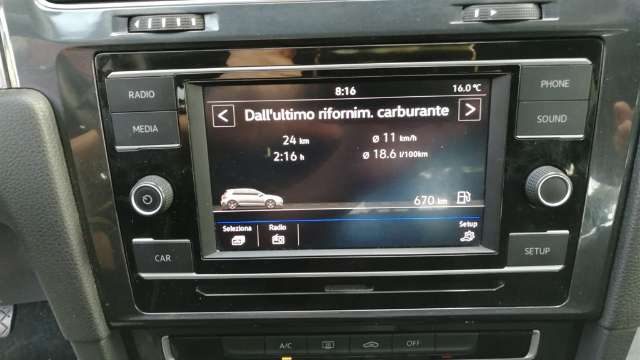 8:16 16.0 °C
RADIO
PHONE
< Dall'ultimo rifornim. carburante >
MEDIA
SOUND
24 km ø 11 km/h
2:16 h ø 18.6 l/100km
670 km
Seleziona Radio Setup
CAR
SETUP
A/C OFF